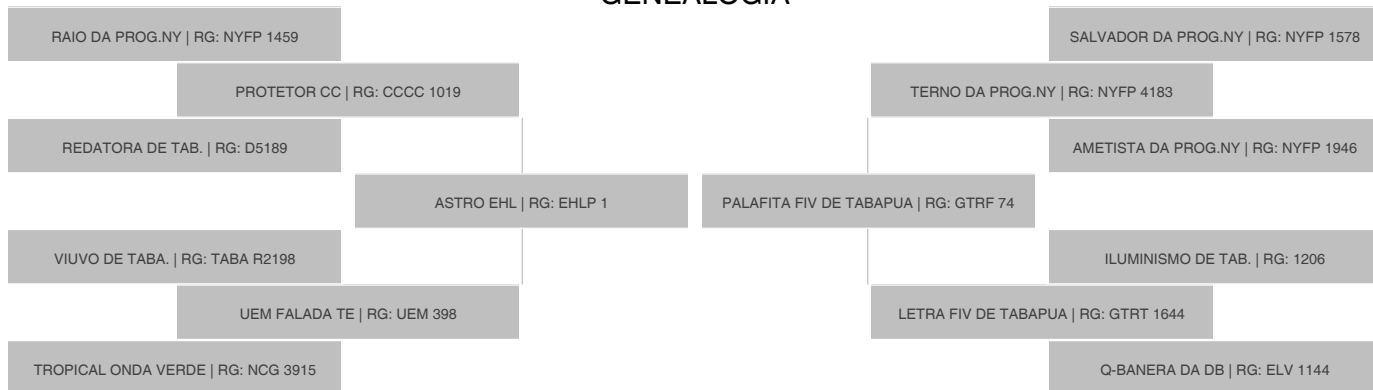 GENEALOGIA
RAIO DA PROG.NY | RG: NYFP 1459
SALVADOR DA PROG.NY | RG: NYFP 1578
PROTETOR CC | RG: CCCC 1019
TERNO DA PROG.NY | RG: NYFP 4183
REDATORA DE TAB. | RG: D5189
AMETISTA DA PROG.NY | RG: NYFP 1946
ASTRO EHL | RG: EHLP 1
PALAFITA FIV DE TABAPUA | RG: GTRF 74
VIUVO DE TABA. | RG: TABA R2198
ILUMINISMO DE TAB. | RG: 1206
UEM FALADA TE | RG: UEM 398
LETRA FIV DE TABAPUA | RG: GTRT 1644
TROPICAL ONDA VERDE | RG: NCG 3915
Q-BANERA DA DB | RG: ELV 1144